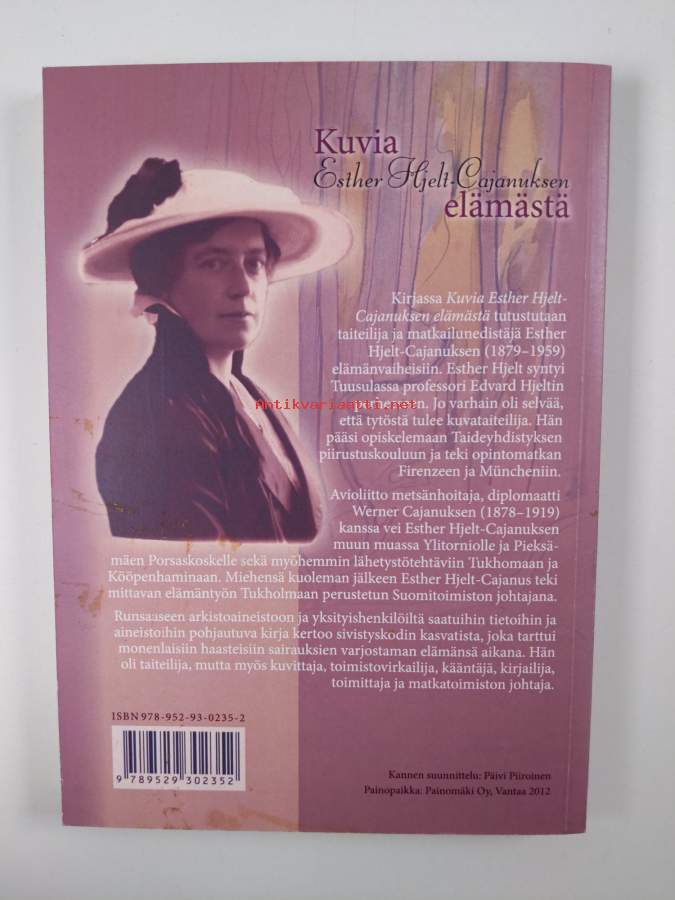 Kuvia
Esther Hjelt-Cajanuksen
elämästä
Kirjassa Kuvia Esther Hjelt-
Cajanuksen elämästä tutustutaan
taiteilija ja matkailunedistäjä Esther
Hjelt-Cajanuksen (1879–1959)
elämänvaiheisiin. Esther Hjelt syntyi
Tuusulassa professori Edvard Hjeltin
Jo varhain oli selvää,
että tytöstä tulee kuvataiteilija. Hän
pääsi opiskelemaan Taideyhdistyksen
piirustuskouluun ja teki opintomatkan
Firenzeen ja Müncheniin.
antikvariaatti.net
Avioliitto metsänhoitaja, diplomaatti
Werner Cajanuksen (1878–1919)
kanssa vei Esther Hjelt-Cajanuksen
muun muassa Ylitorniolle ja Pieksä-
mäen Porsaskoskelle sekä myöhemmin lähetystötehtäviin Tukhomaan ja
Kööpenhaminaan. Miehensä kuoleman jälkeen Esther Hjelt-Cajanus teki
mittavan elämäntyön Tukholmaan perustetun Suomitoimiston johtajana.
Runsaaseen arkistoaineistoon ja yksityishenkilöiltä saatuihin tietoihin ja
aineistoihin pohjautuva kirja kertoo sivistyskodin kasvatista, joka tarttui
monenlaisiin haasteisiin sairauksien varjostaman elämänsä aikana. Hän
oli taiteilija, mutta myös kuvittaja, toimistovirkailija, kääntäjä, kirjailija,
toimittaja ja matkatoimiston johtaja.
ISBN 978-952-93-0235-2
9 789529 302352
Kannen suunnittelu: Päivi Piiroinen
Painopaikka: Painomäki Oy, Vantaa 2012